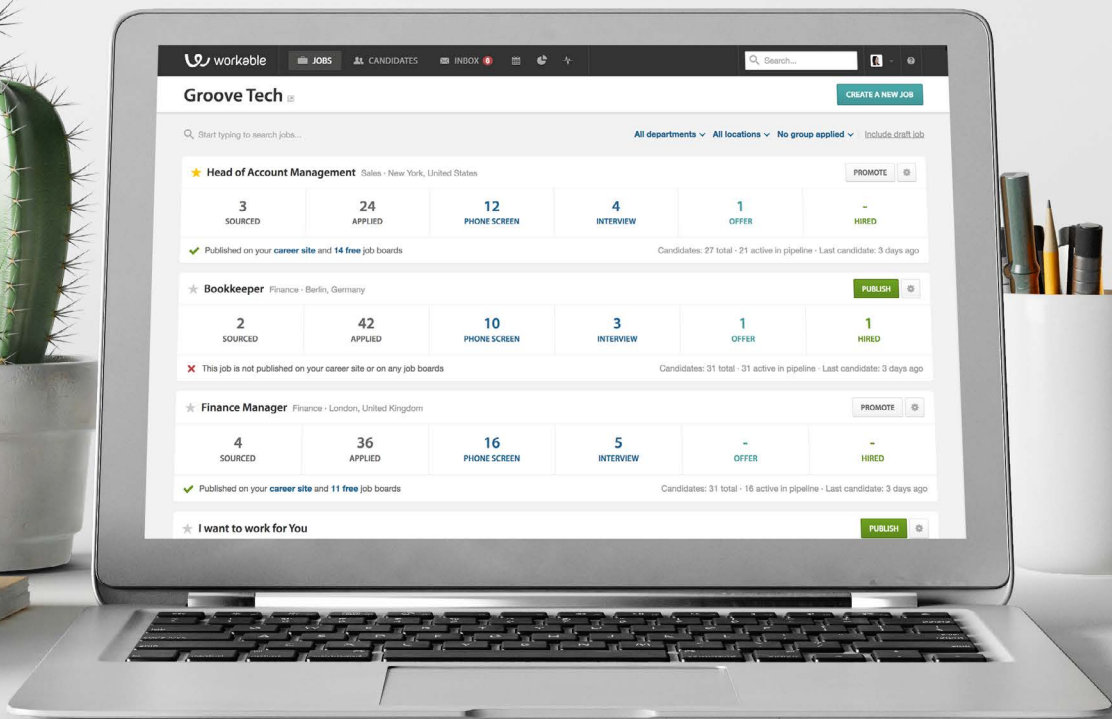 workable JOBS CANDIDATES INBOX 6 Search...
Groove Tech CREATE A NEW JOB
Start typing to search jobs... All departments All locations No group applied Include draft job
Head of Account Management Sales · New York, United States PROMOTE
3 24 12 4 1 -
SOURCED APPLIED PHONE SCREEN INTERVIEW OFFER HIRED
Published on your career site and 14 free job boards Candidates: 27 total · 21 active in pipeline · Last candidate: 3 days ago
Bookkeeper Finance · Berlin, Germany PUBLISH
2 42 10 3 1 1
SOURCED APPLIED PHONE SCREEN INTERVIEW OFFER HIRED
This job is not published on your career site or on any job boards Candidates: 31 total · 31 active in pipeline · Last candidate: 3 days ago
Finance Manager Finance · London, United Kingdom PROMOTE
4 36 16 5 - -
SOURCED APPLIED PHONE SCREEN INTERVIEW OFFER HIRED
Published on your career site and 11 free job boards Candidates: 31 total · 16 active in pipeline · Last candidate: 3 days ago
I want to work for You PUBLISH